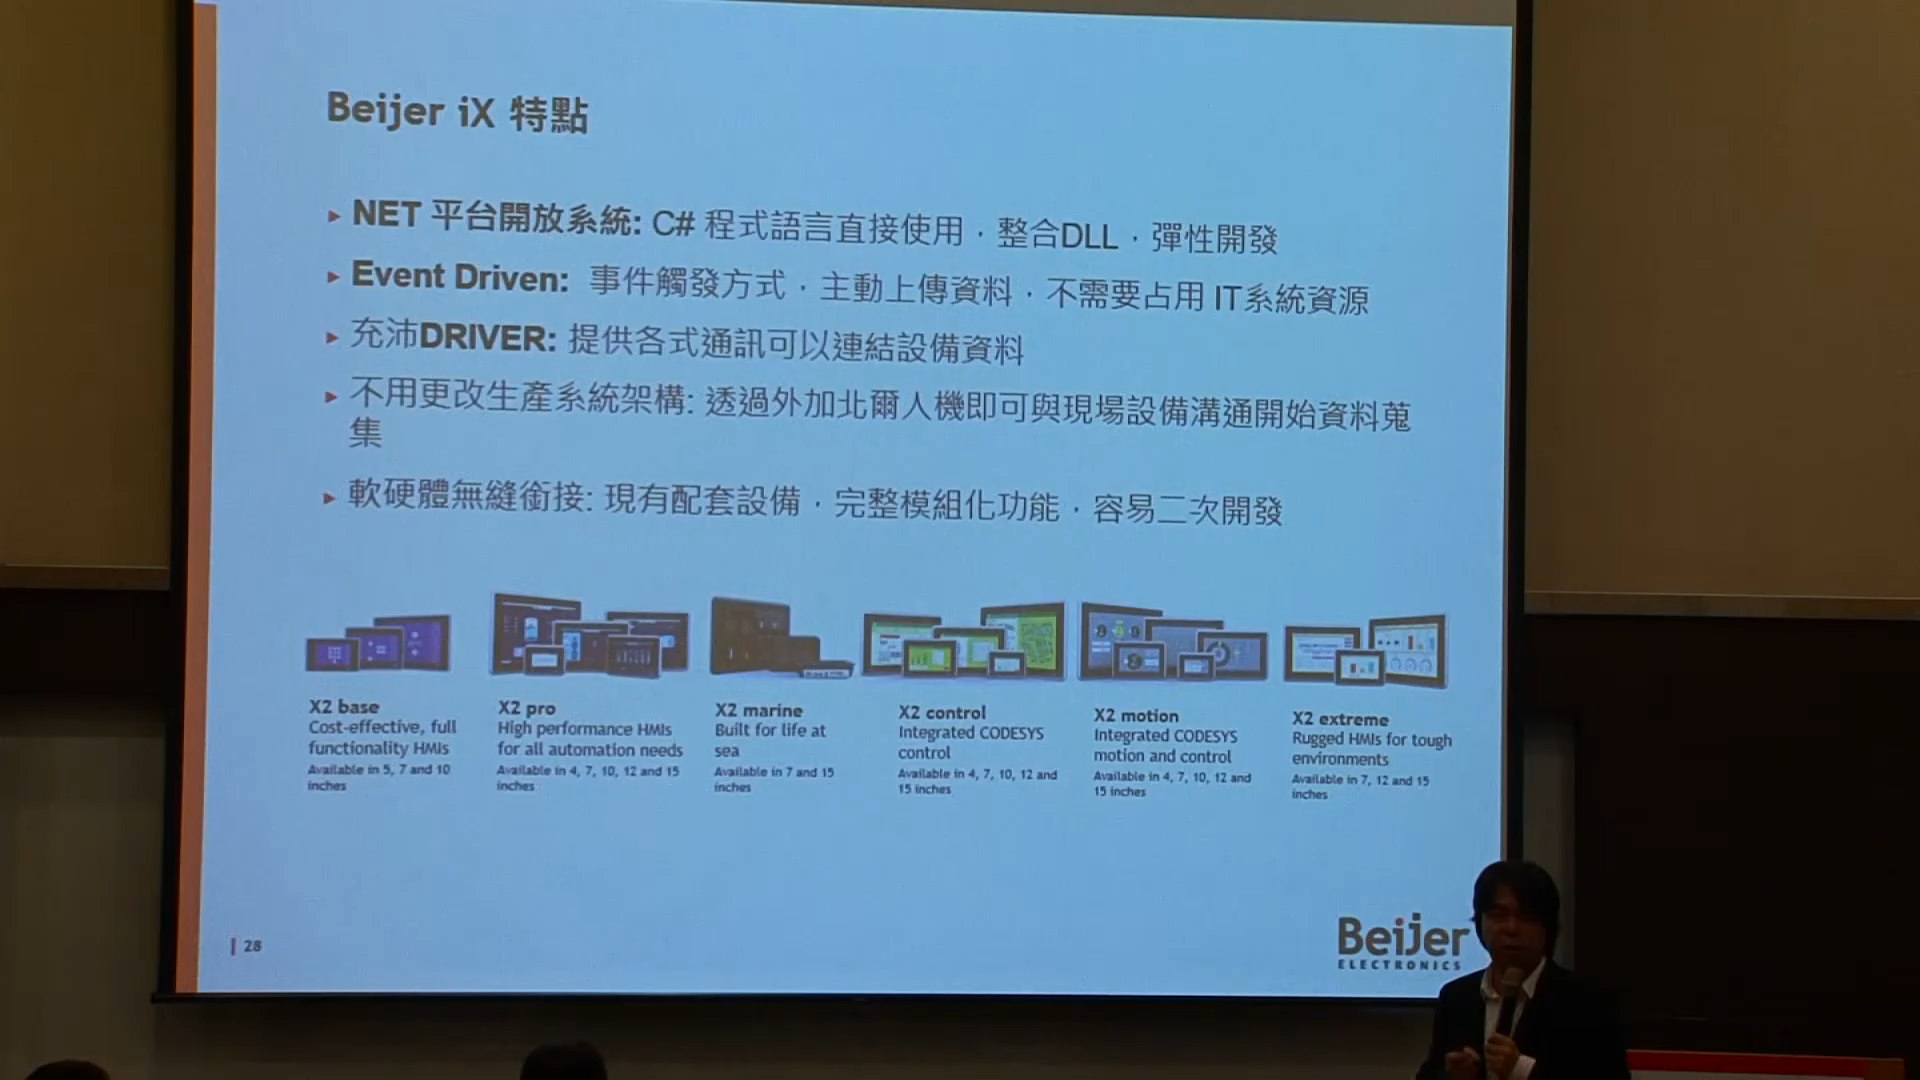 Beijer iX 特點
NET 平台開放系統: C# 程式語言直接使用，整合DLL，彈性開發
Event Driven: 事件觸發方式，主動上傳資料，不需要占用 IT系統資源
充沛DRIVER: 提供各式通訊可以連結設備資料
不用更改生產系統架構: 透過外加北爾人機即可與現場設備溝通開始資料蒐
集
軟硬體無縫銜接: 現有配套設備，完整模組化功能，容易二次開發
X2 base
Cost-effective, full
functionality HMIs
Available in 5, 7 and 10
inches
X2 pro
High performance HMIs
for all automation needs
Available in 4, 7, 10, 12 and 15
inches
X2 marine
Built for life at
sea
Available in 7 and 15
inches
X2 control
Integrated CODESYS
control
Available in 4, 7, 10, 12 and
15 inches
X2 motion
Integrated CODESYS
motion and control
Available in 4, 7, 10, 12 and
15 inches
X2 extreme
Rugged HMIs for tough
environments
Available in 7, 12 and 15
inches
28
Beijer
ELECTRONICS